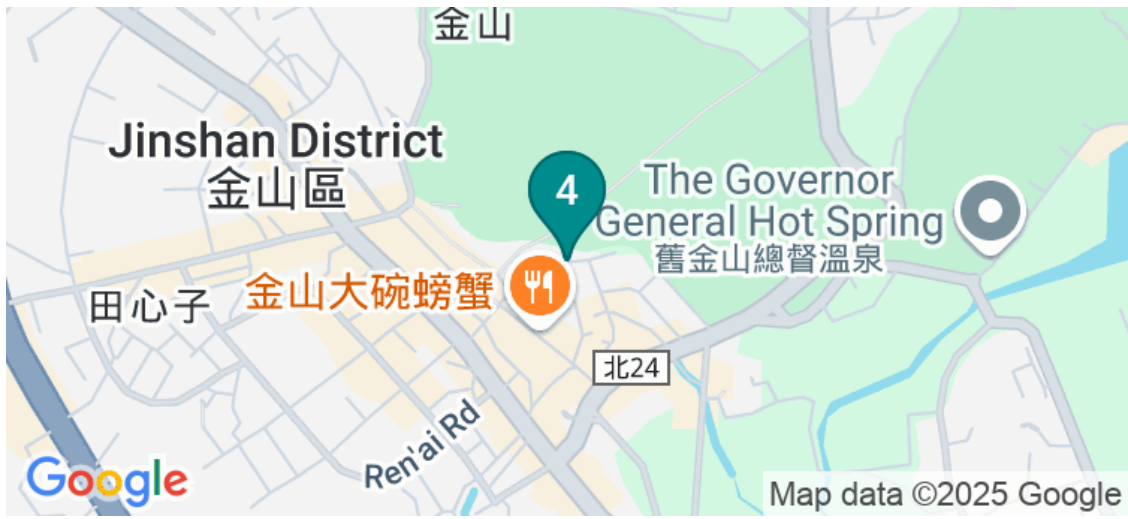 金山
Jinshan District
金山區
4
The Governor
General Hot Spring
舊金山總督溫泉
田心子
金山大碗螃蟹
北24
Ren'ai Rd
Google
Map data ©2025 Google